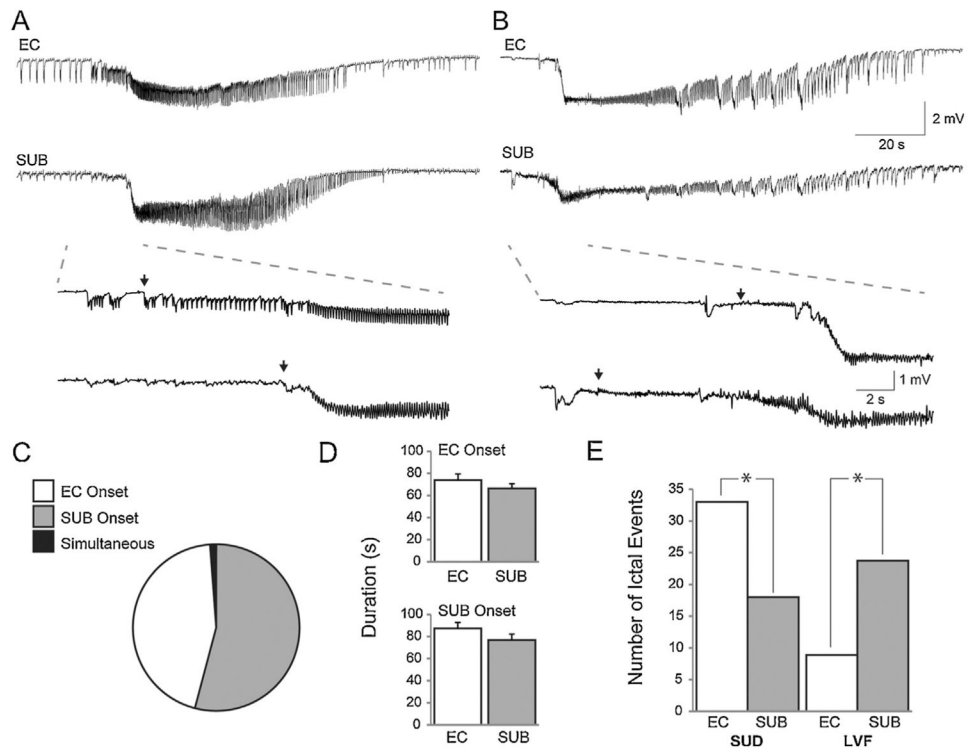 A
B
EC
EC
2 mV
20 s
SUB
SUB
1 mV
2 s
C
EC Onset
SUB Onset
Simultaneous
D
EC Onset
100
80
60
40
20
0
EC SUB
SUB Onset
100
80
60
40
20
0
EC SUB
Duration (s)
E
* *
Number of Ictal Events
35
30
25
20
15
10
5
0
EC SUB EC SUB
SUD LVF